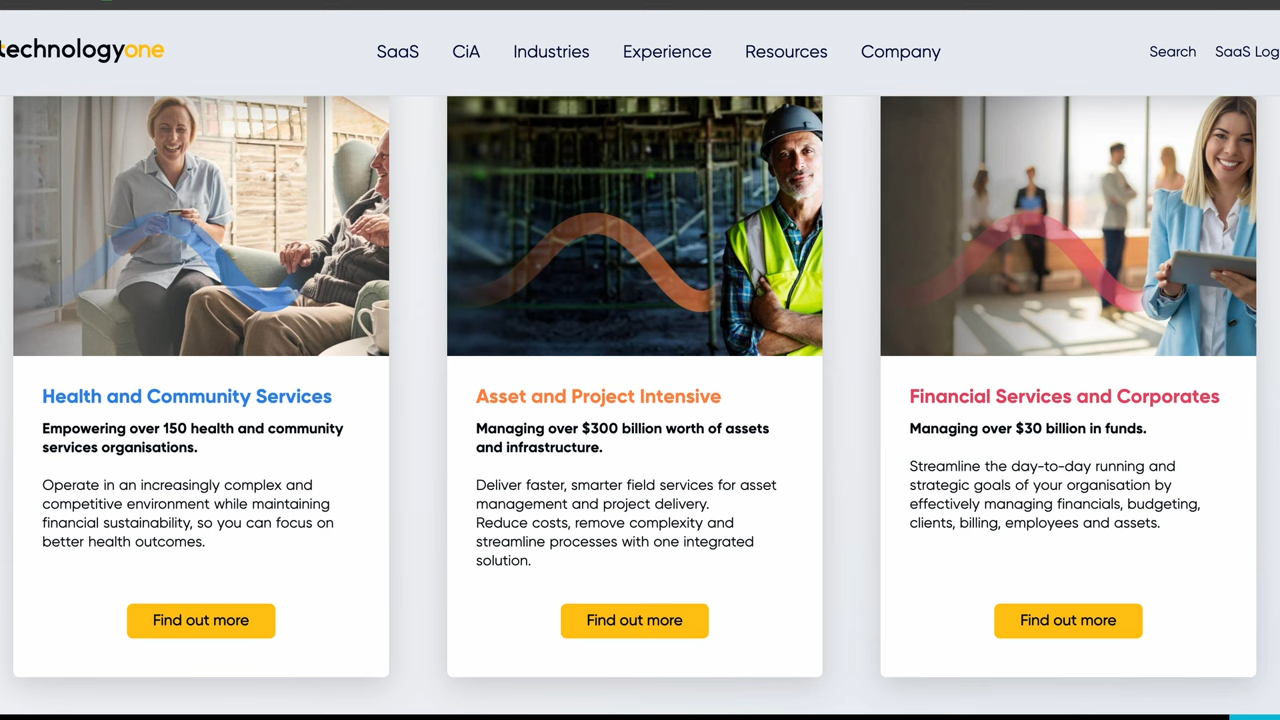 technologyone
SaaS CiA Industries Experience Resources Company
Search SaaS Log
Health and Community Services
Empowering over 150 health and community
services organisations.
Operate in an increasingly complex and
competitive environment while maintaining
financial sustainability, so you can focus on
better health outcomes.
Find out more
Asset and Project Intensive
Managing over $300 billion worth of assets
and infrastructure.
Deliver faster, smarter field services for asset
management and project delivery.
Reduce costs, remove complexity and
streamline processes with one integrated
solution.
Find out more
Financial Services and Corporates
Managing over $30 billion in funds.
Streamline the day-to-day running and
strategic goals of your organisation by
effectively managing financials, budgeting,
clients, billing, employees and assets.
Find out more